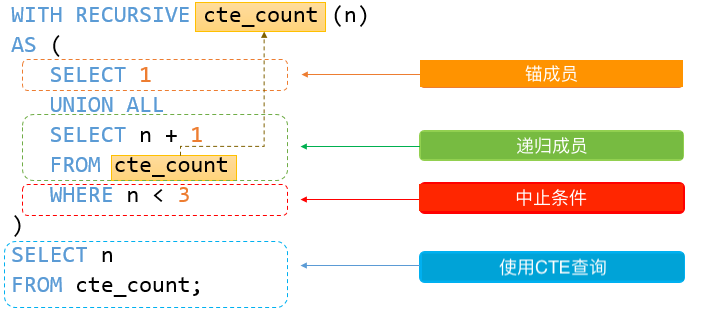 WITH RECURSIVE cte_count (n)
AS (
SELECT 1
锚成员
UNION ALL
SELECT n + 1
递归成员
FROM cte_count
WHERE n < 3
中止条件
)
SELECT n
使用CTE查询
FROM cte_count;